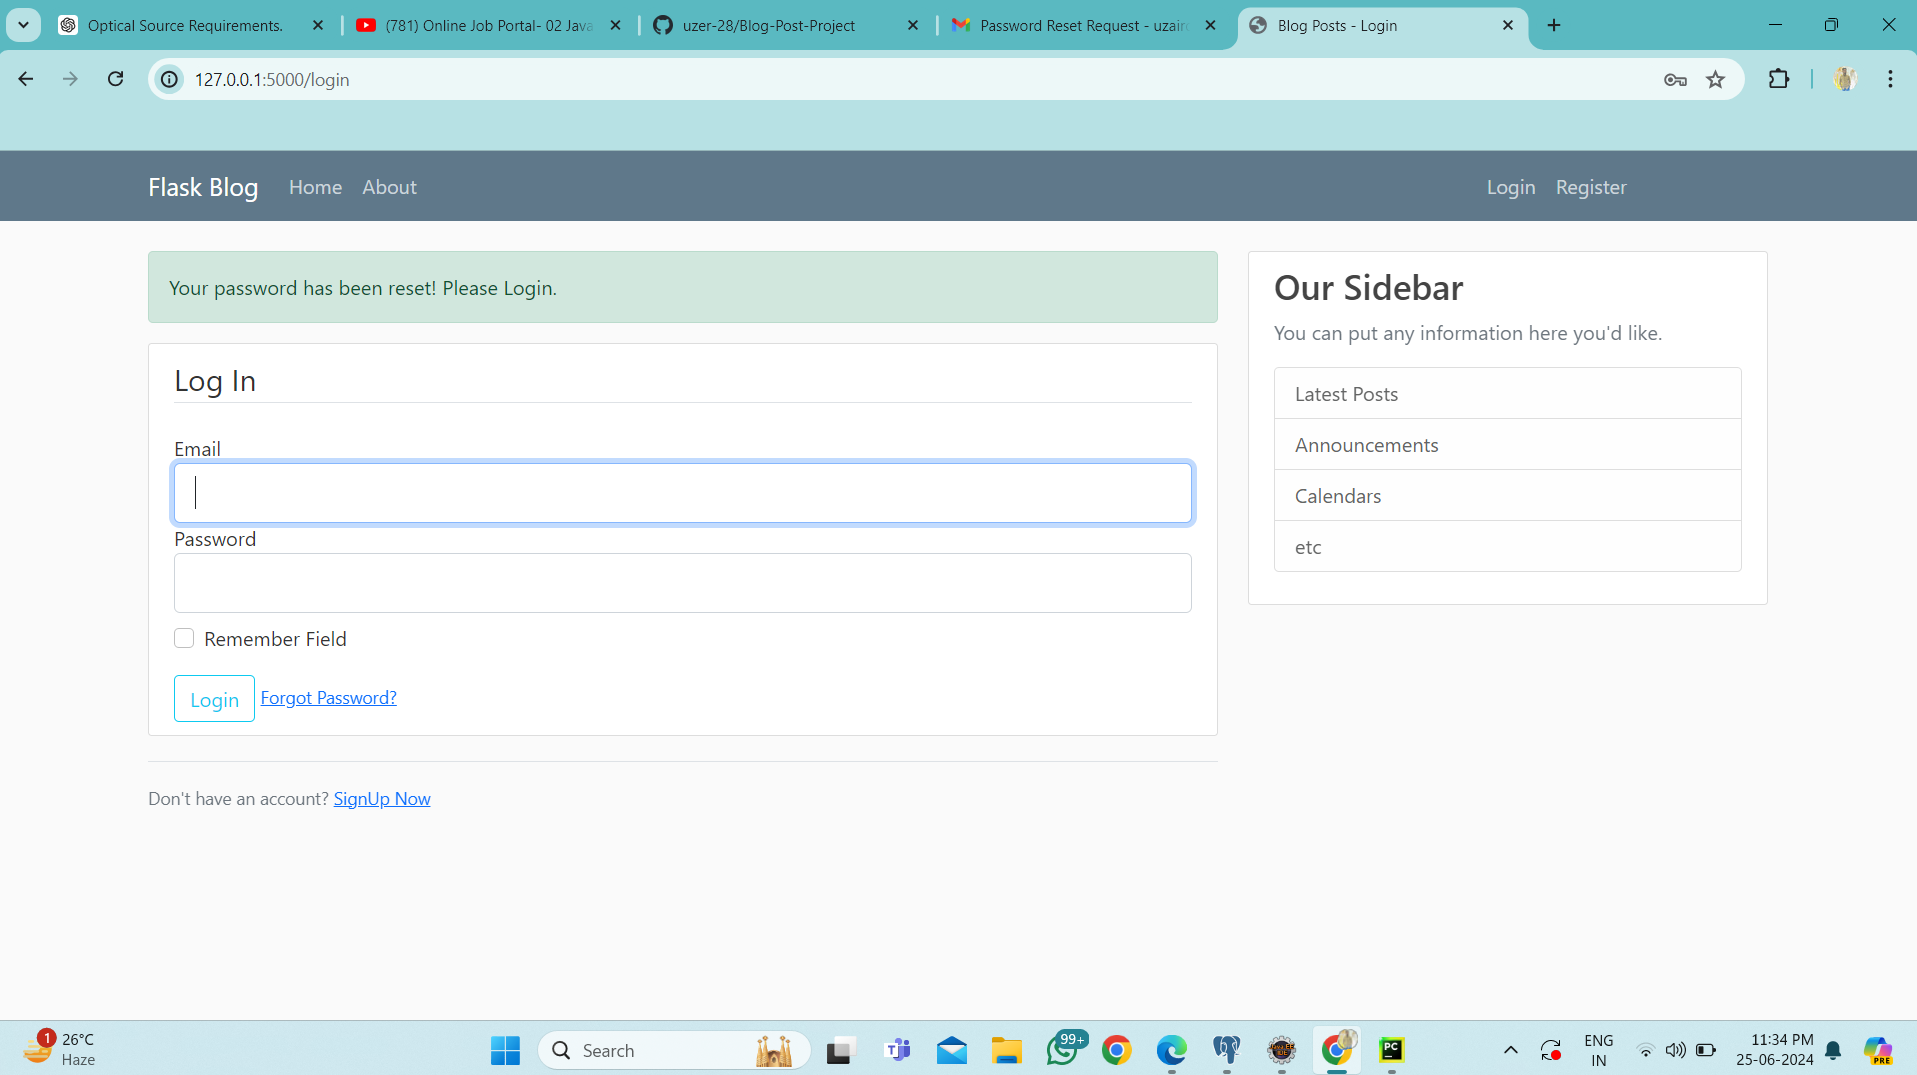 Optical Source Requirements.
(781) Online Job Portal- 02 Java
uzer-28/Blog-Post-Project
Password Reset Request - uzair
Blog Posts - Login
127.0.0.1:5000/login
Flask Blog
Home
About
Login
Register
Your password has been reset! Please Login.
Log In
Email
Password
Remember Field
Login
Forgot Password?
Don't have an account? SignUp Now
Our Sidebar
You can put any information here you'd like.
Latest Posts
Announcements
Calendars
etc
1
26°C
Haze
Search
99+
PC
ENG
IN
11:34 PM
25-06-2024
PRE